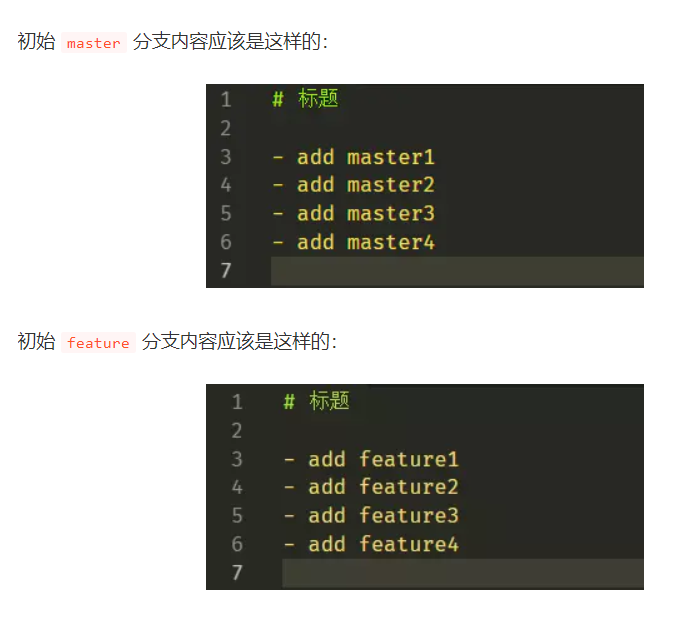 初始 master 分支内容应该是这样的：
1 # 标题
2
3 - add master1
4 - add master2
5 - add master3
6 - add master4
7
初始 feature 分支内容应该是这样的：
1 # 标题
2
3 - add feature1
4 - add feature2
5 - add feature3
6 - add feature4
7